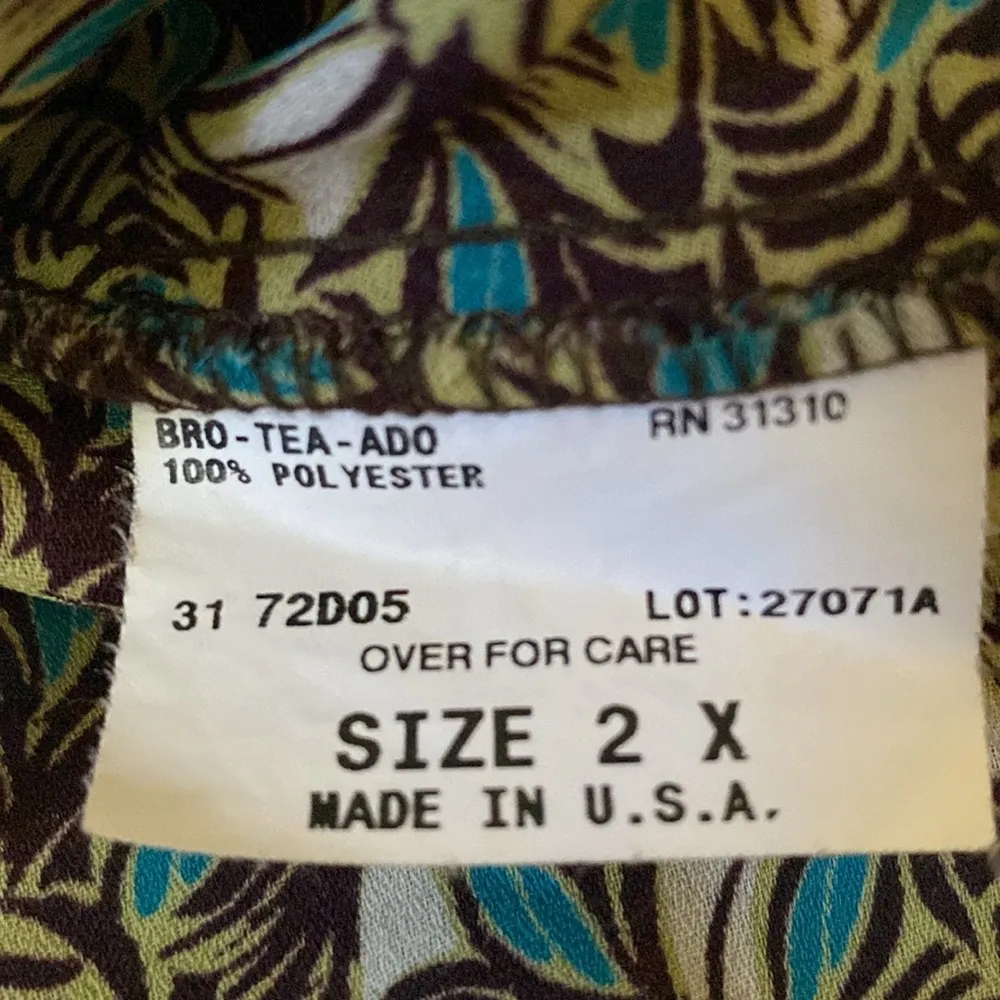 BRO-TEA-ADO RN 31310
100% POLYESTER
31 72D05 LOT:27071A
OVER FOR CARE
SIZE 2 X
MADE IN U.S.A.